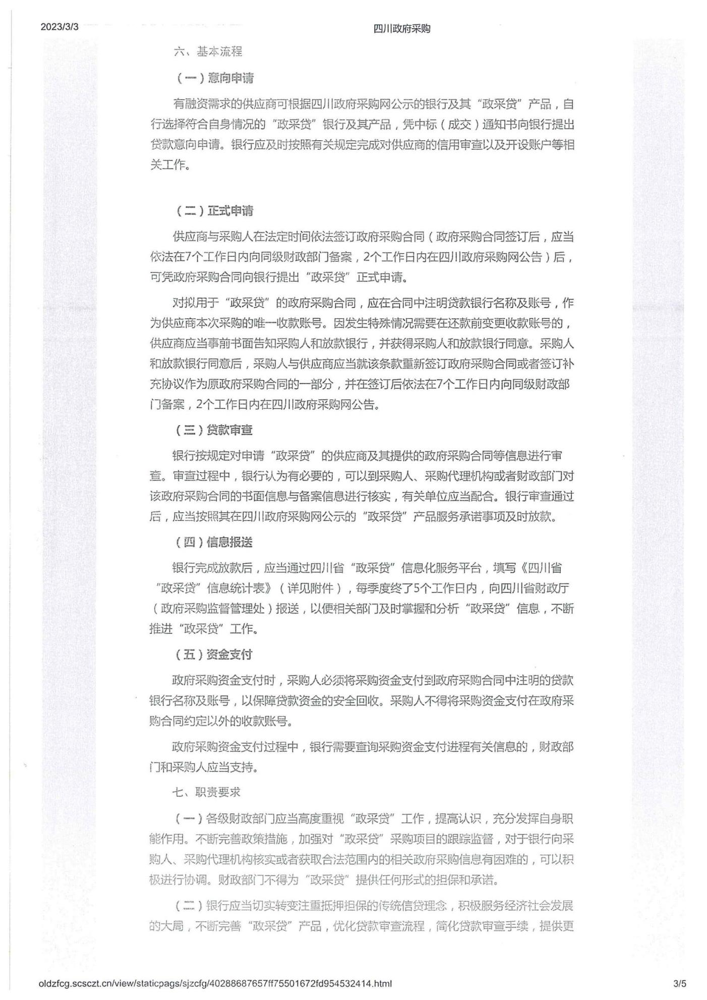 2023/3/3
四川政府采购
六、基本流程
（一）意向申请
有融资需求的供应商可根据四川政府采购网公示的银行及其“政采贷”产品，自
行选择符合自身情况的“政采贷”银行及其产品，凭中标（成交）通知书向银行提出
贷款意向申请。银行应及时按照有关规定完成对供应商的信用审查以及开设账户等相
关工作。
（二）正式申请
供应商与采购人在法定时间依法签订政府采购合同（政府采购合同签订后，应当
依法在7个工作日内向同级财政部门备案，2个工作日内在四川政府采购网公告）后，
可凭政府采购合同向银行提出“政采贷”正式申请。
对拟用于“政采贷”的政府采购合同，应在合同中注明贷款银行名称及账号，作
为供应商本次采购的唯一收款账号。因发生特殊情况需要在还款前变更收款账号的，
供应商应当事前书面告知采购人和放款银行，并获得采购人和放款银行同意。采购人
和放款银行同意后，采购人与供应商应当就该条款重新签订政府采购合同或者签订补
充协议作为原政府采购合同的一部分，并在签订后依法在7个工作日内向同级财政部
门备案，2个工作日内在四川政府采购网公告。
（三）贷款审查
银行按规定对申请“政采贷”的供应商及其提供的政府采购合同等信息进行审
查。审查过程中，银行认为有必要的，可以到采购人、采购代理机构或者财政部门对
该政府采购合同的书面信息与备案信息进行核实，有关单位应当配合。银行审查通过
后，应当按照其在四川政府采购网公示的“政采贷”产品服务承诺事项及时放款。
（四）信息报送
银行完成放款后，应当通过四川省“政采贷”信息化服务平台，填写《四川省
“政采贷”信息统计表》（详见附件），每季度终了5个工作日内，向四川省财政厅
（政府采购监督管理处）报送，以便相关部门及时掌握和分析“政采贷”信息，不断
推进“政采贷”工作。
（五）资金支付
政府采购资金支付时，采购人必须将采购资金支付到政府采购合同中注明的贷款
银行名称及账号，以保障贷款资金的安全回收。采购人不得将采购资金支付在政府采
购合同约定以外的收款账号。
政府采购资金支付过程中，银行需要查询采购资金支付进程有关信息的，财政部
门和采购人应当支持。
七、职责要求
（一）各级财政部门应当高度重视“政采贷”工作，提高认识，充分发挥自身职
能作用。不断完善政策措施，加强对“政采贷”采购项目的跟踪监督，对于银行向采
购人、采购代理机构核实或者获取合法范围内的相关政府采购信息有困难的，可以积
极进行协调。财政部门不得为“政采贷”提供任何形式的担保和承诺。
（二）银行应当切实转变注重抵押担保的传统信贷理念，积极服务经济社会发展
的大局，不断完善“政采贷”产品，优化贷款审查流程，简化贷款审查手续，提供更
oldzfcg.scsczt.cn/view/staticpags/sjzcfg/40288687657ff75501672fd954532414.html
3/5